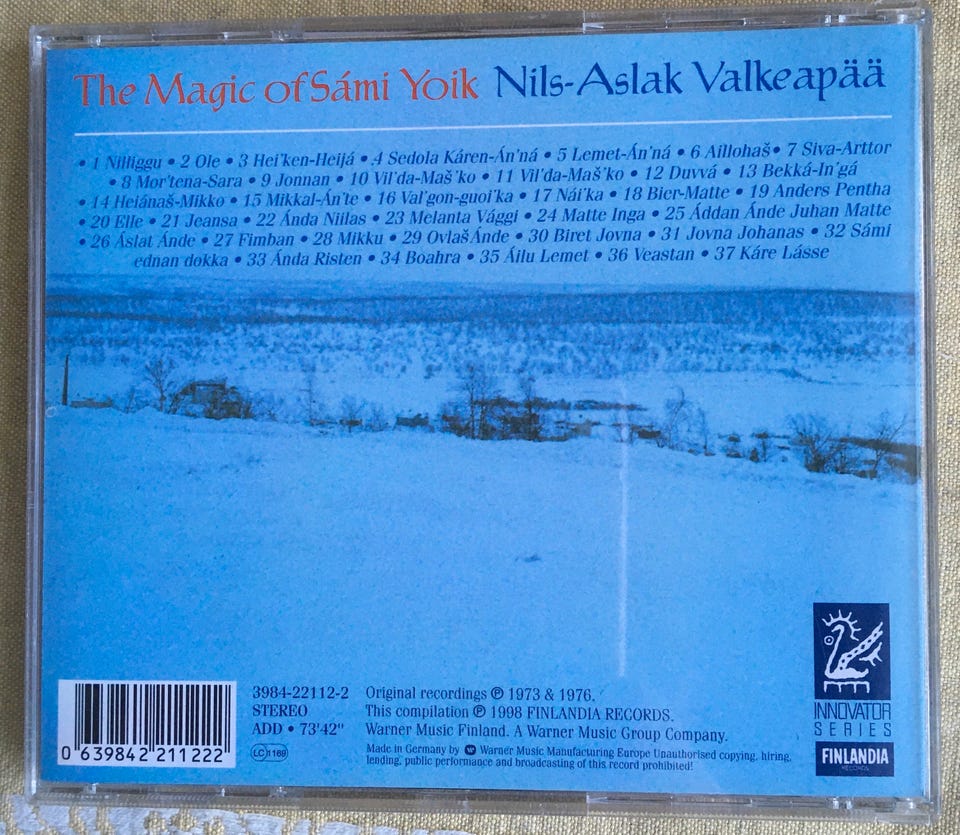 The Magic of Sámi Yoik Nils-Aslak Valkeapää
• 1 Nilliggu • 2 Ole • 3 Hei'ken-Heijá • 4 Sedola Káren-Án'ná • 5 Lemet-Án'ná • 6 Aillohaš • 7 Siva-Arttor
• 8 Mor'tena-Sara • 9 Jonnan • 10 Vil'da-Maš'ko • 11 Vil'da-Maš'ko • 12 Duvvá • 13 Bekká-In'gá
• 14 Heiánaš-Mikko • 15 Mikkal-Án'te • 16 Val'gon-guoi'ka • 17 Nái'ka • 18 Bier-Matte • 19 Anders Pentha
• 20 Elle • 21 Jeansa • 22 Ánda Niilas • 23 Melanta Vággi • 24 Matte Inga • 25 Áddan Ánde Juhan Matte
• 26 Áslat Ánde • 27 Fimban • 28 Mikku • 29 OvlašÁnde • 30 Biret Jovna • 31 Jovna Johanas • 32 Sámi
ednan dokka • 33 Ánda Risten • 34 Boahra • 35 Áilu Lemet • 36 Veastan • 37 Káre Lásse
0 639842 211222
3984-22112-2
STEREO
ADD • 73'42"
LC 1169
Original recordings ℗ 1973 & 1976.
This compilation ℗ 1998 FINLANDIA RECORDS.
Warner Music Finland. A Warner Music Group Company.
Made in Germany by Warner Music Manufacturing Europe Unauthorised copying, hiring,
lending, public performance and broadcasting of this record prohibited!
INNOVATOR
SERIES
FINLANDIA
RECORDS